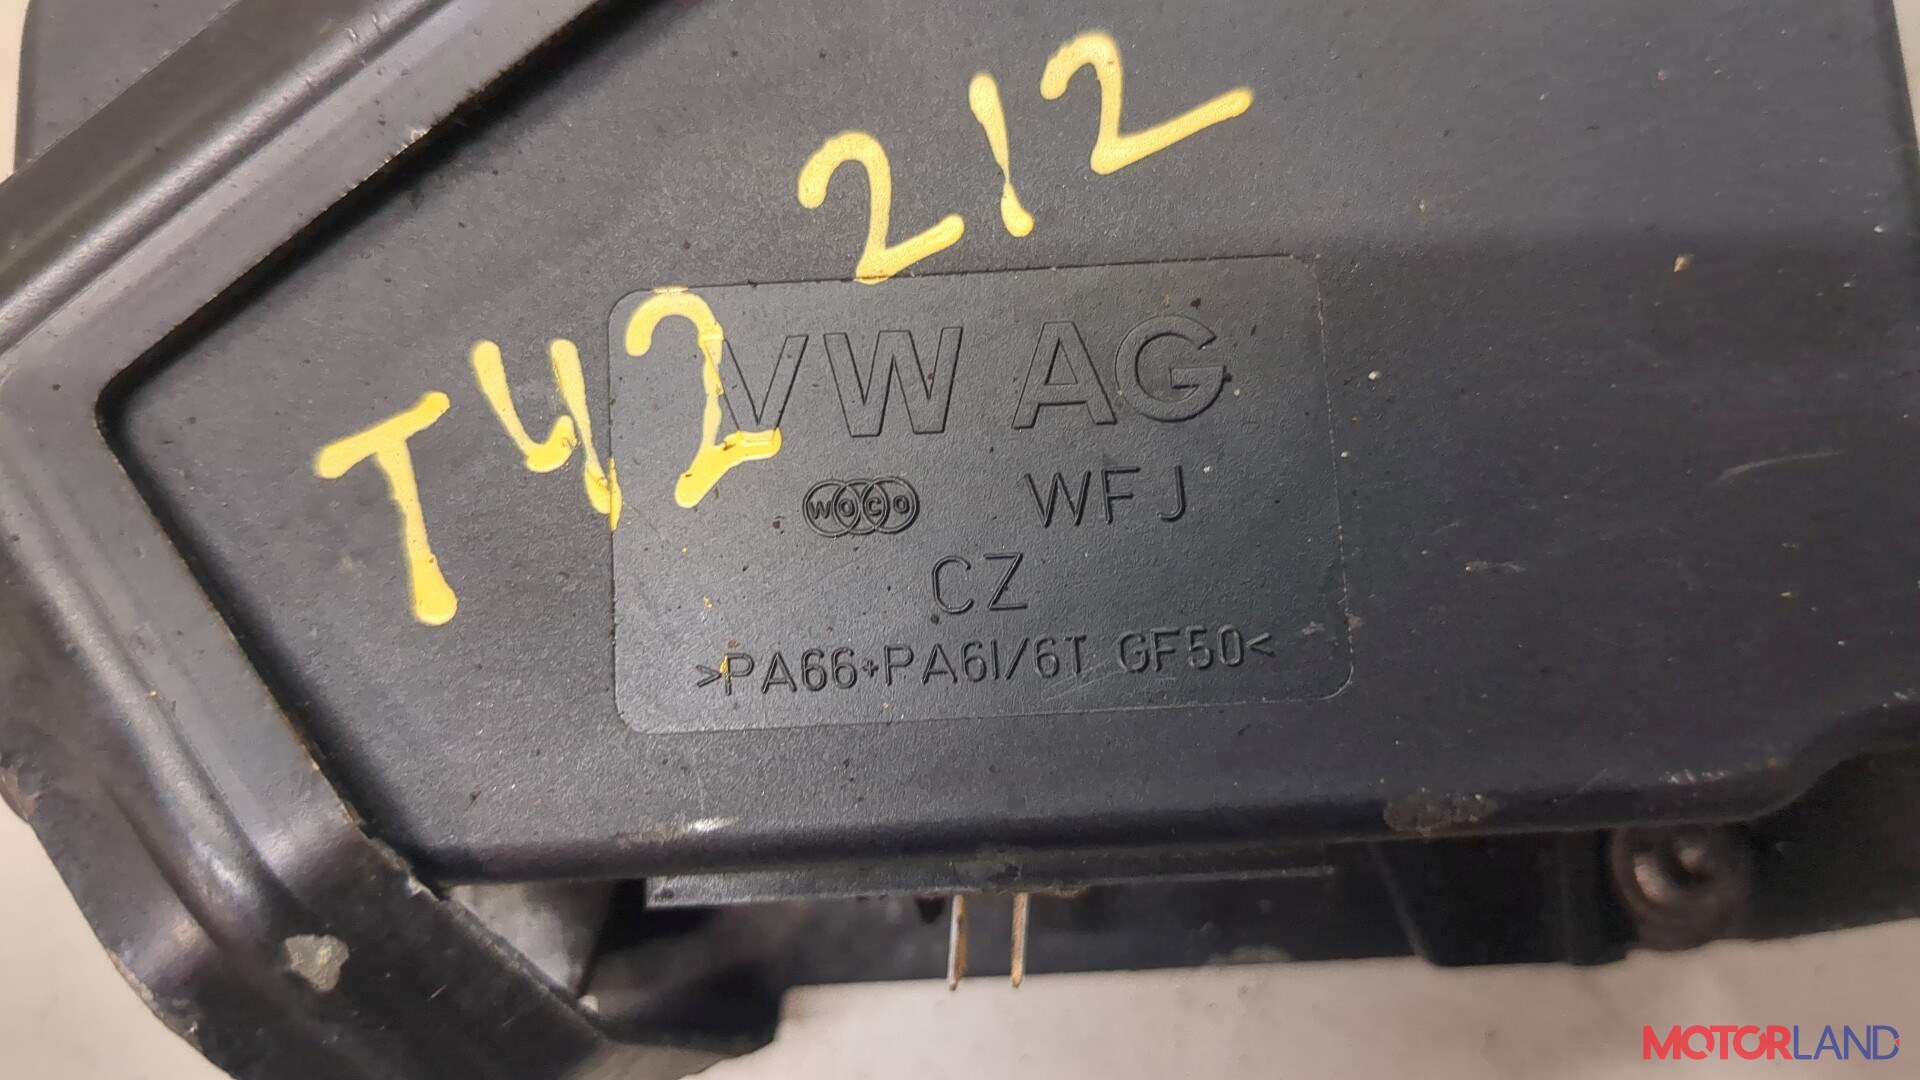 212
T42
VW AG
WOCO WFJ
CZ
>PA66+PA6I/6T GF50<
MOTORLAND